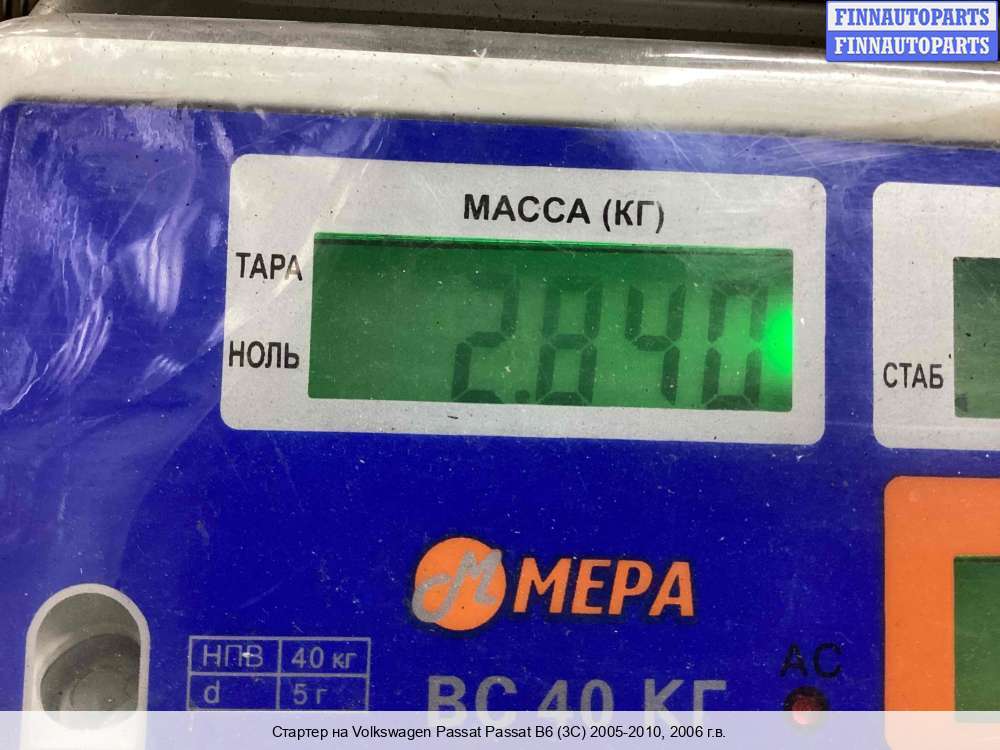 FINNAUTOPARTS
FINNAUTOPARTS
МАССА (КГ)
ТАРА
2.840
НОЛЬ
СТАБ
М МЕРА
НПВ 40 кг
d 5 г
ВС 40 КГ
АС
Стартер на Volkswagen Passat Passat B6 (3C) 2005-2010, 2006 г.в.